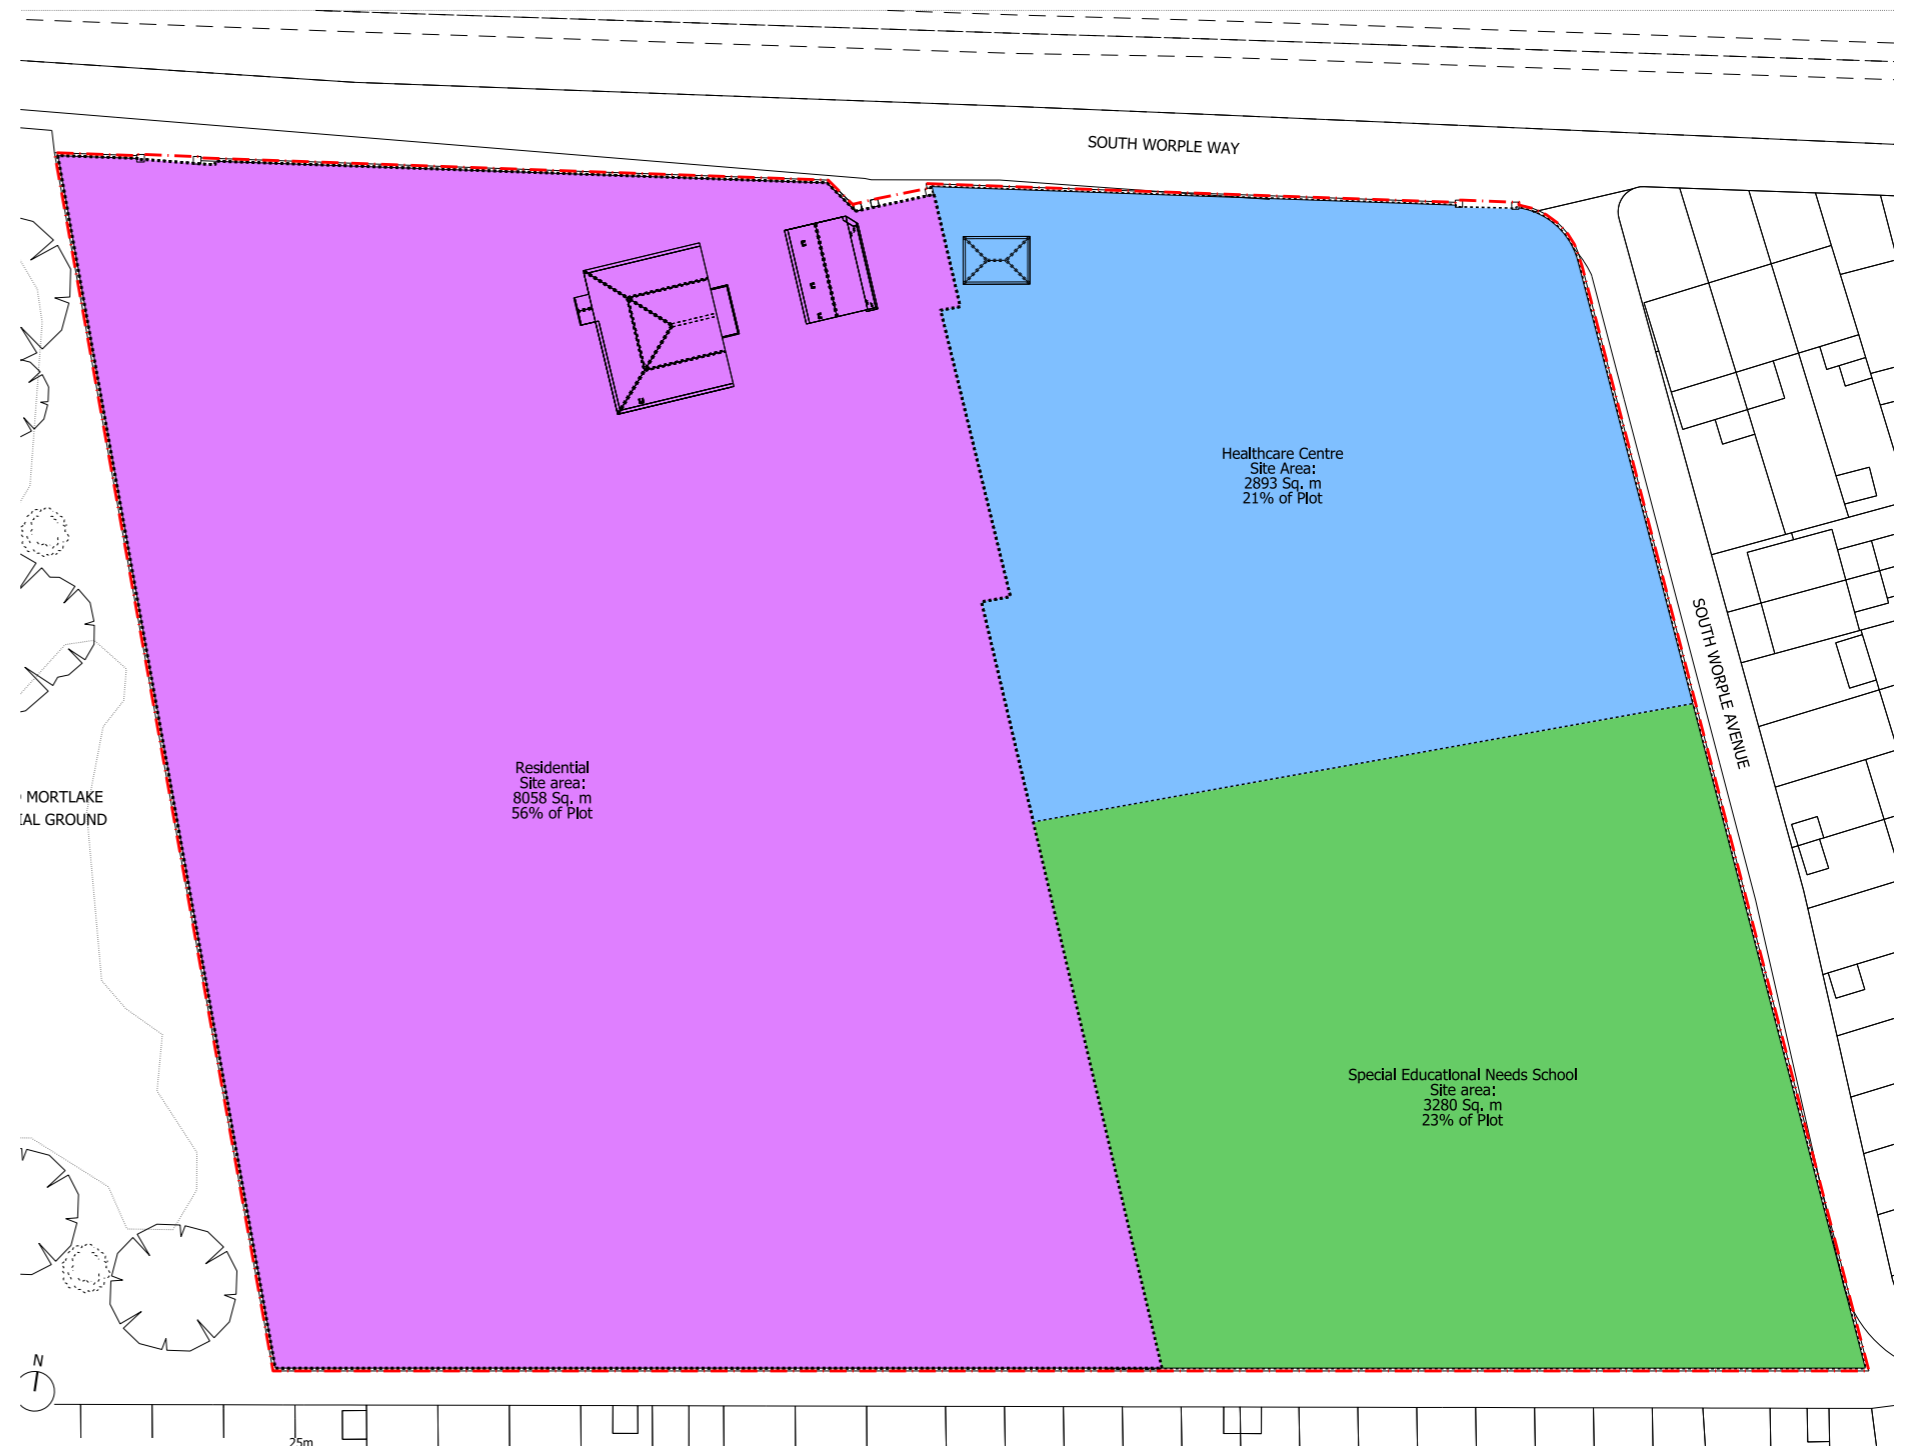 SOUTH WORPLE WAY
Healthcare Centre
Site Area:
2893 Sq. m
21% of Plot
SOUTH WORPLE AVENUE
Residential
Site area:
8058 Sq. m
56% of Plot
MORTLAKE
IAL GROUND
Special Educational Needs School
Site area:
3280 Sq. m
23% of Plot
N
25m